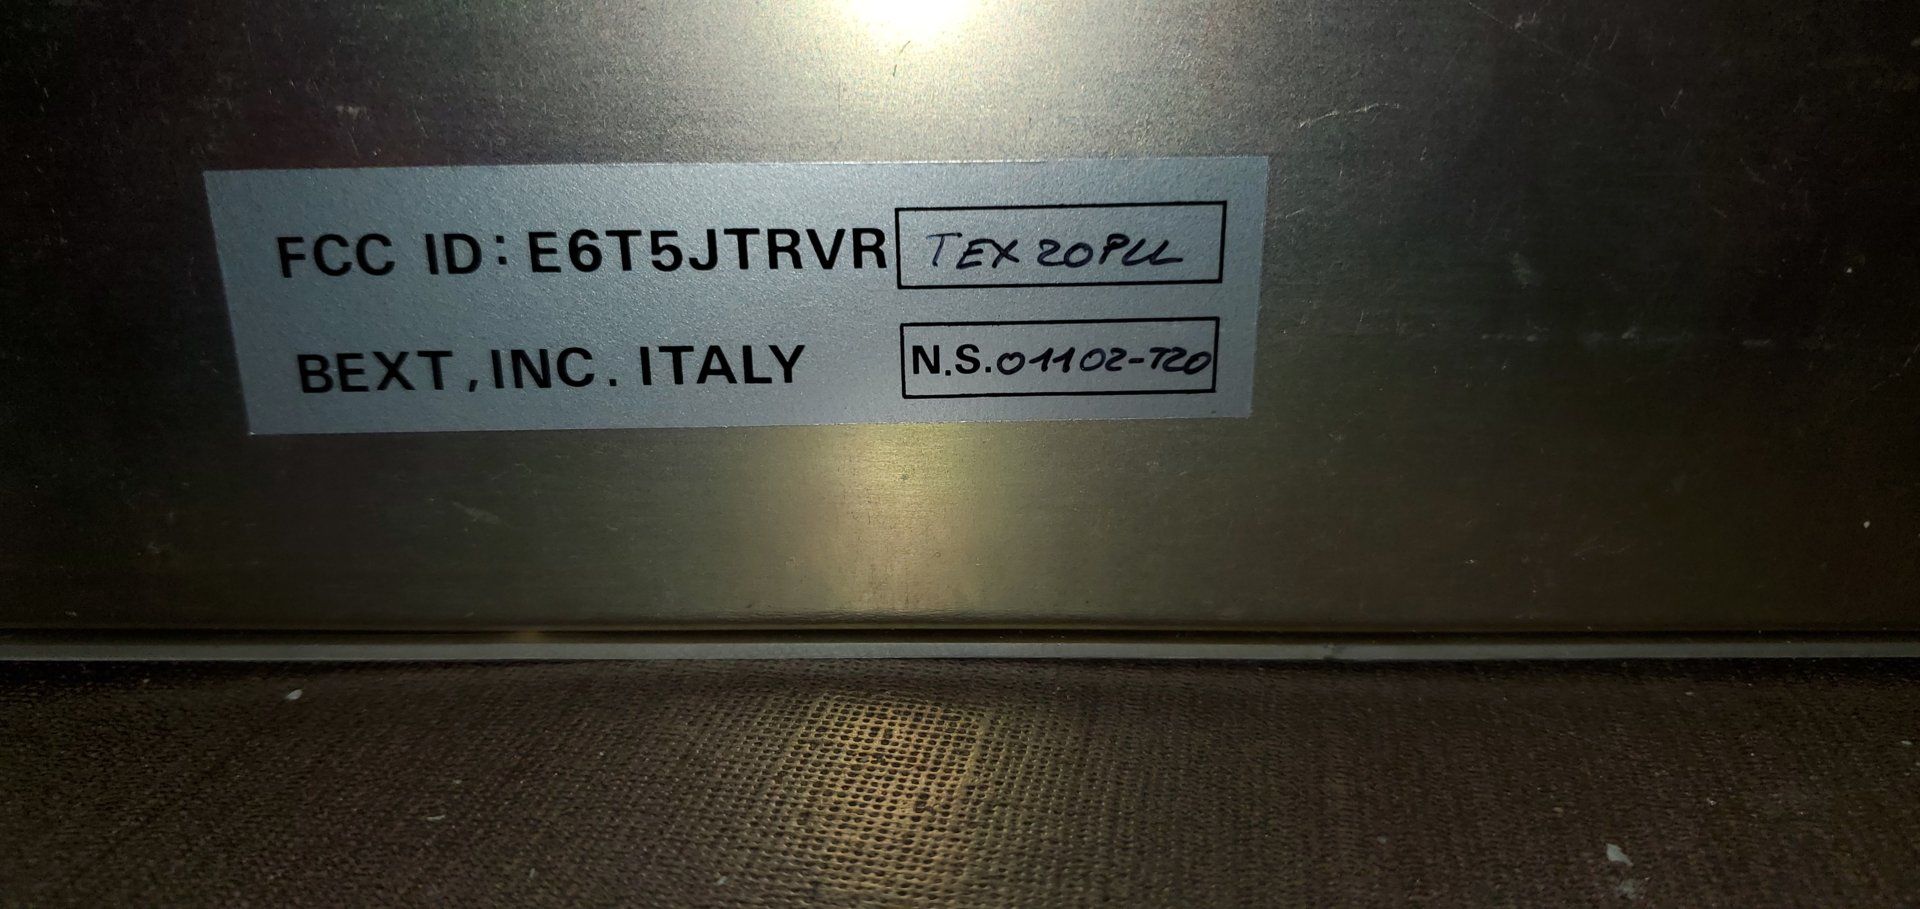 FCC ID: E6T5JTRVR TEX 20PLL
BEXT, INC. ITALY N.S. 01102-T20